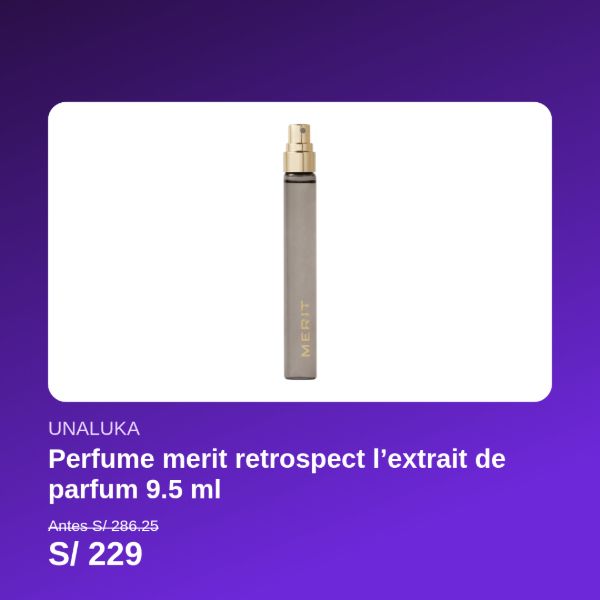 MERIT
UNALUKA
Perfume merit retrospect l’extrait de
parfum 9.5 ml
Antes S/ 286.25
S/ 229